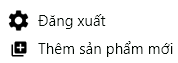 Đăng xuất
Thêm sản phẩm mới